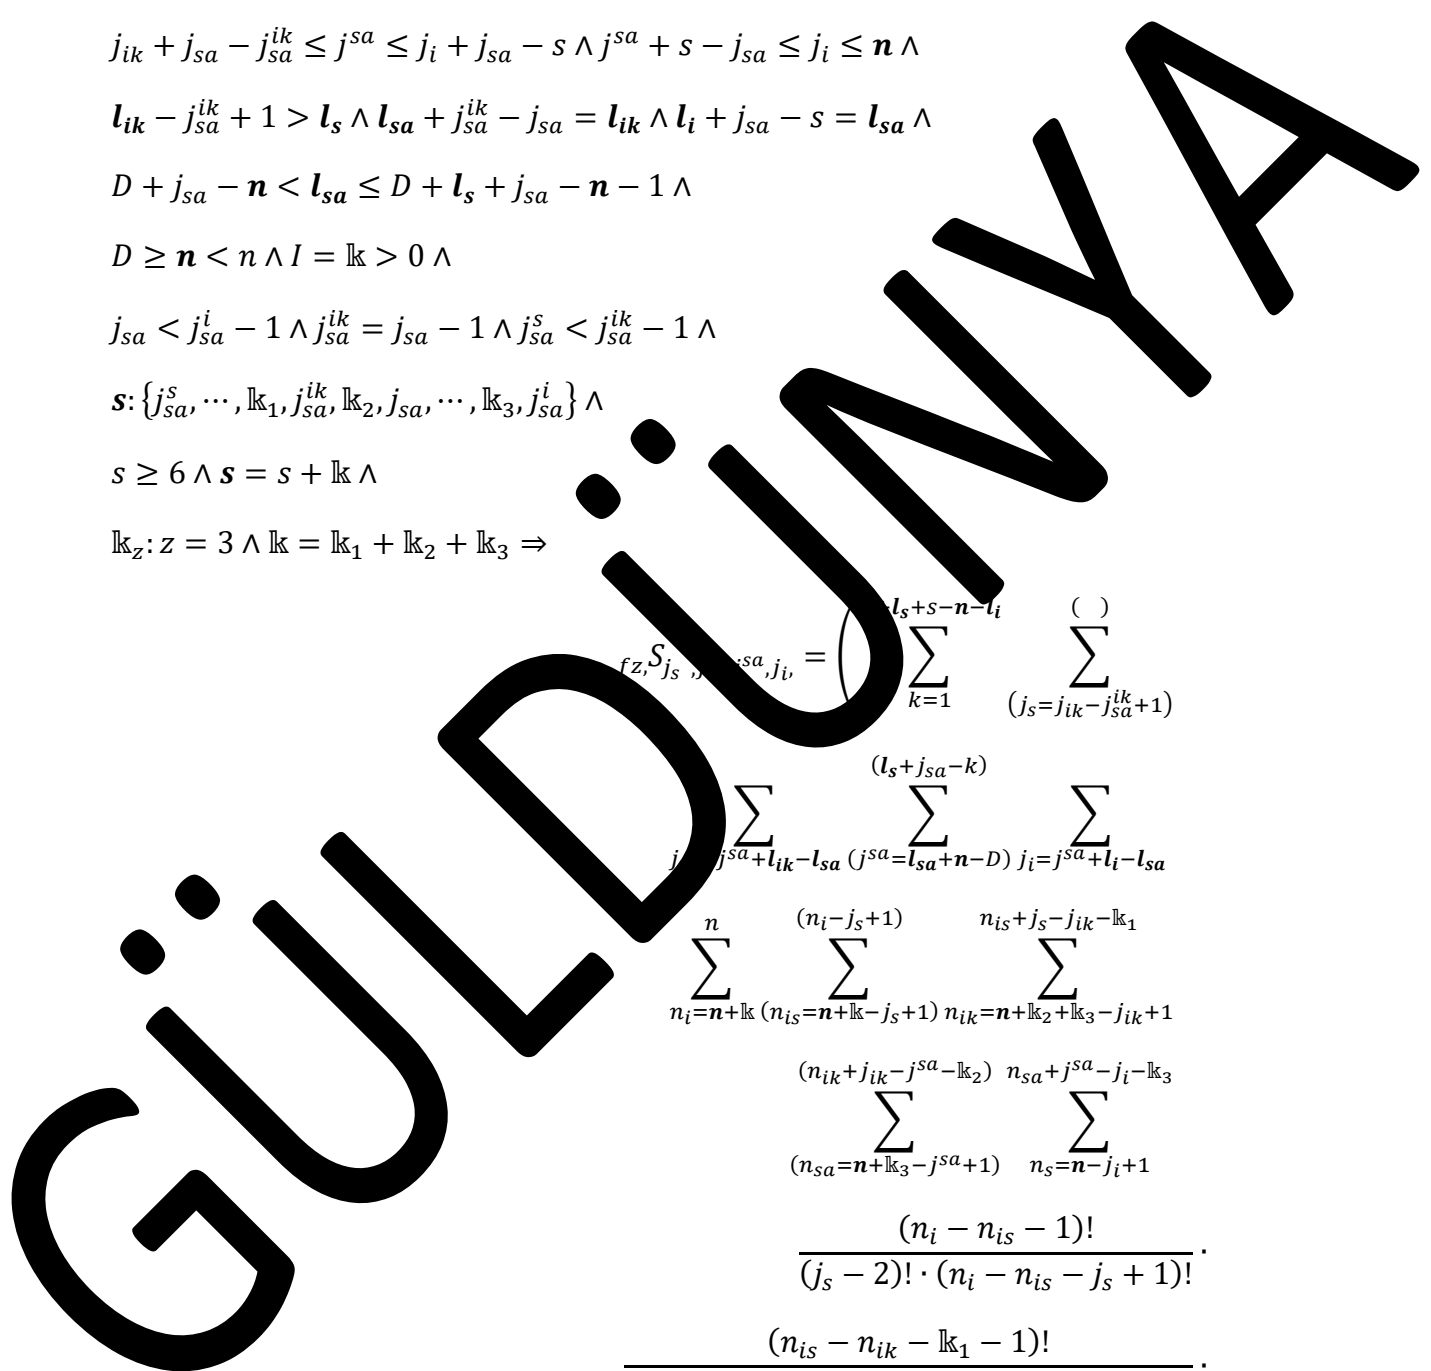 j_{ik} + j_{sa} − j_{sa}^{ik} ≤ j^{sa} ≤ j_i + j_{sa} − s ∧ j^{sa} + s − j_{sa} ≤ j_i ≤ n ∧
l_{ik} − j_{sa}^{ik} + 1 > l_s ∧ l_{sa} + j_{sa}^{ik} − j_{sa} = l_{ik} ∧ l_i + j_{sa} − s = l_{sa} ∧
D + j_{sa} − n < l_{sa} ≤ D + l_s + j_{sa} − n − 1 ∧
D ≥ n < n ∧ I = 𝕜 > 0 ∧
j_{sa} < j_{sa}^i − 1 ∧ j_{sa}^{ik} = j_{sa} − 1 ∧ j_{sa}^s < j_{sa}^{ik} − 1 ∧
s: {j_{sa}^s, ⋯, 𝕜_1, j_{sa}^{ik}, 𝕜_2, j_{sa}, ⋯, 𝕜_3, j_{sa}^i} ∧
s ≥ 6 ∧ s = s + 𝕜 ∧
𝕜_z: z = 3 ∧ 𝕜 = 𝕜_1 + 𝕜_2 + 𝕜_3 ⇒
GÜLDÜNYA
l_s+s−n−l_i ( )
fz, S_{j_s , sa, j_i,} = ( ∑ ∑
k=1 (j_s=j_{ik}−j_{sa}^{ik}+1)
(l_s+j_{sa}−k)
∑ ∑ ∑
j^{sa}+l_{ik}−l_{sa} (j^{sa}=l_{sa}+n−D) j_i=j^{sa}+l_i−l_{sa}
n (n_i−j_s+1) n_{is}+j_s−j_{ik}−𝕜_1
∑ ∑ ∑
n_i=n+𝕜 (n_{is}=n+𝕜−j_s+1) n_{ik}=n+𝕜_2+𝕜_3−j_{ik}+1
(n_{ik}+j_{ik}−j^{sa}−𝕜_2) n_{sa}+j^{sa}−j_i−𝕜_3
∑ ∑
(n_{sa}=n+𝕜_3−j^{sa}+1) n_s=n−j_i+1
(n_i − n_{is} − 1)!
(j_s − 2)! · (n_i − n_{is} − j_s + 1)! ·
(n_{is} − n_{ik} − 𝕜_1 − 1)! ·